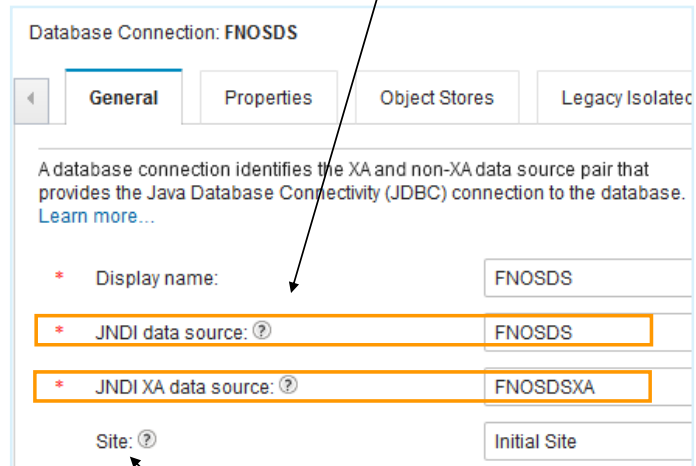 Database Connection: FNOSDS
General Properties Object Stores Legacy Isolated
A database connection identifies the XA and non-XA data source pair that
provides the Java Database Connectivity (JDBC) connection to the database.
Learn more...
* Display name: FNOSDS
* JNDI data source: ? FNOSDS
* JNDI XA data source: ? FNOSDSXA
Site: ? Initial Site